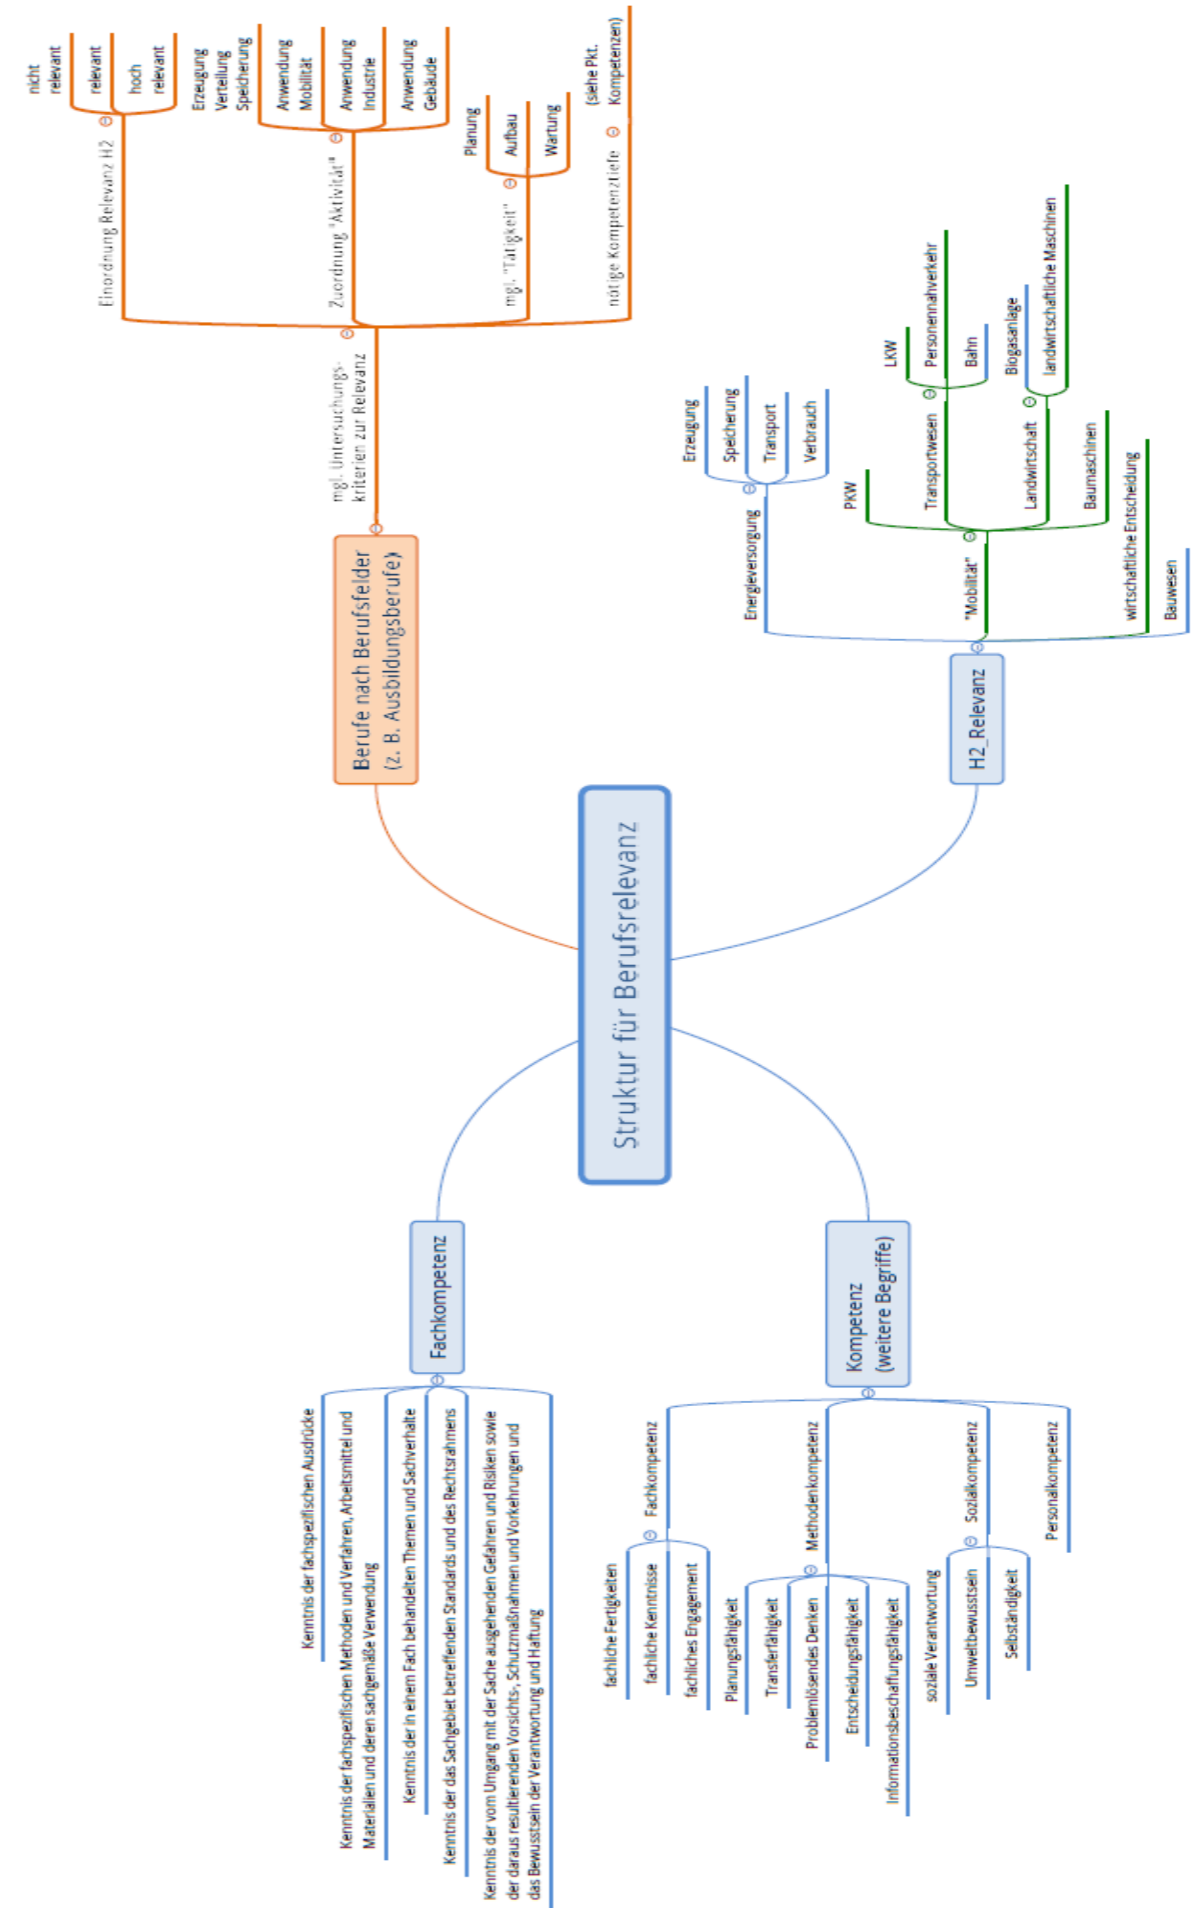 Struktur für Berufsrelevanz
Fachkompetenz
Kenntnis der fachspezifischen Ausdrücke
Kenntnis der fachspezifischen Methoden und Verfahren, Arbeitsmittel und
Materialien und deren sachgemäße Verwendung
Kenntnis der in einem Fach behandelten Themen und Sachverhalte
Kenntnis der das Sachgebiet betreffenden Standards und des Rechtsrahmens
Kenntnis der vom Umgang mit der Sache ausgehenden Gefahren und Risiken sowie
der daraus resultierenden Vorsichts-, Schutzmaßnahmen und Vorkehrungen und
das Bewusstsein der Verantwortung und Haftung
Kompetenz
(weitere Begriffe)
Fachkompetenz
fachliche Fertigkeiten
fachliche Kenntnisse
fachliches Engagement
Methodenkompetenz
Planungsfähigkeit
Transferfähigkeit
Problemlösendes Denken
Entscheidungsfähigkeit
Informationsbeschaffungsfähigkeit
Sozialkompetenz
soziale Verantwortung
Umweltbewusstsein
Selbständigkeit
Personalkompetenz
Berufe nach Berufsfelder
(z. B. Ausbildungsberufe)
mgl. Untersuchungs-
kriterien zur Relevanz
Einordnung Relevanz H2
nicht
relevant
relevant
hoch
relevant
Zuordnung "Aktivität"
Erzeugung
Verteilung
Speicherung
Anwendung
Mobilität
Anwendung
Industrie
Anwendung
Gebäude
mgl. "Tätigkeit"
Planung
Aufbau
Wartung
nötige Kompetenztiefe
(siehe Pkt.
Kompetenzen)
H2_Relevanz
Energieversorgung
Erzeugung
Speicherung
Transport
Verbrauch
"Mobilität"
PKW
Transportwesen
LKW
Personennahverkehr
Bahn
Landwirtschaft
Biogasanlage
landwirtschaftliche Maschinen
Baumaschinen
wirtschaftliche Entscheidung
Bauwesen